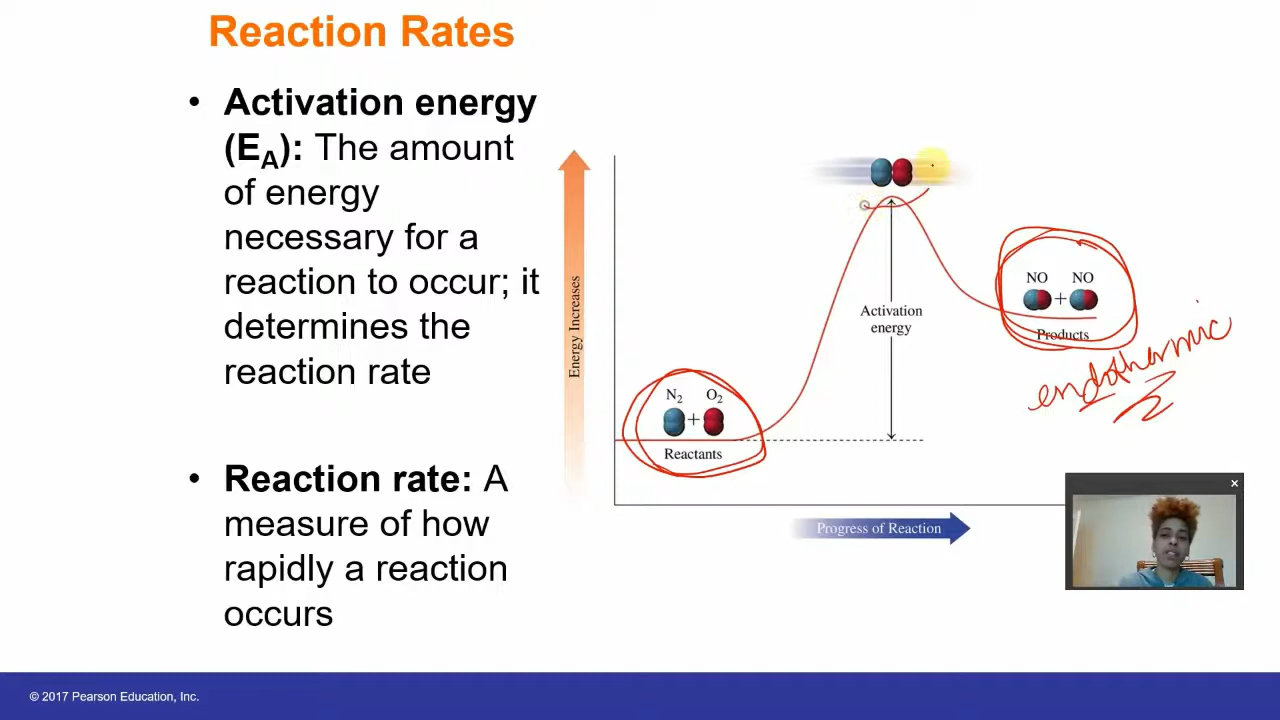 Reaction Rates
• Activation energy
(EA): The amount
of energy
necessary for a
reaction to occur; it
determines the
reaction rate
• Reaction rate: A
measure of how
rapidly a reaction
occurs
Energy Increases
N2 + O2
Reactants
Activation
energy
NO NO
+
Products
endothermic
Progress of Reaction
© 2017 Pearson Education, Inc.